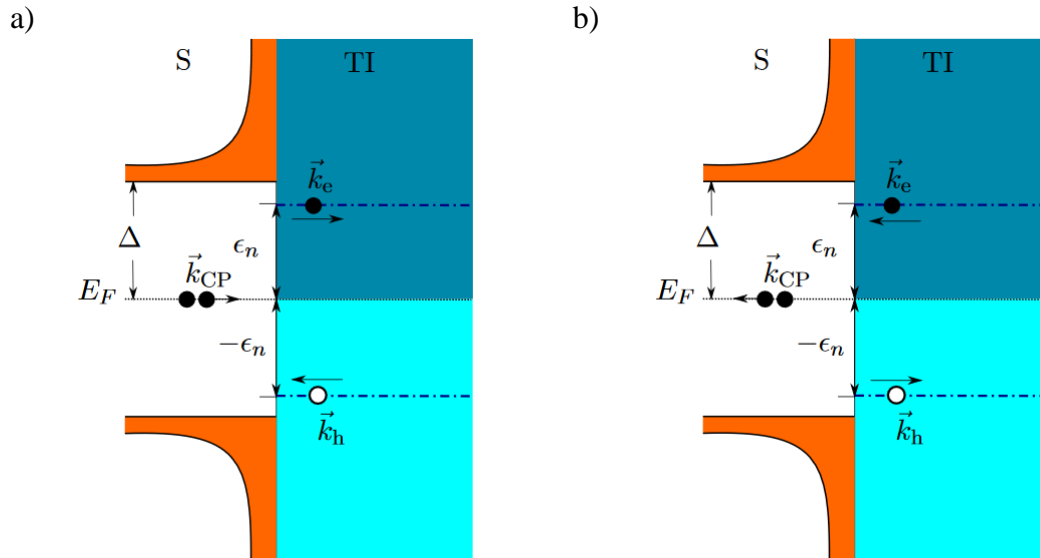 a)
S TI
k⃗e
Δ
ϵn
k⃗CP
EF
−ϵn
k⃗h
b)
S TI
k⃗e
Δ
ϵn
k⃗CP
EF
−ϵn
k⃗h